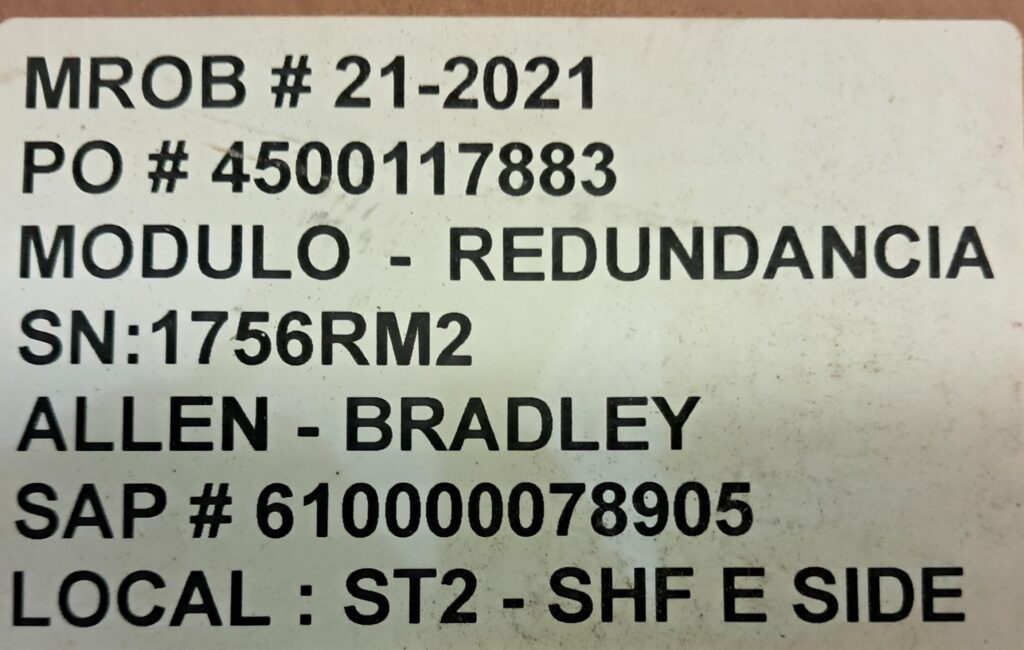 MROB # 21-2021
PO # 4500117883
MODULO - REDUNDANCIA
SN:1756RM2
ALLEN - BRADLEY
SAP # 610000078905
LOCAL : ST2 - SHF E SIDE